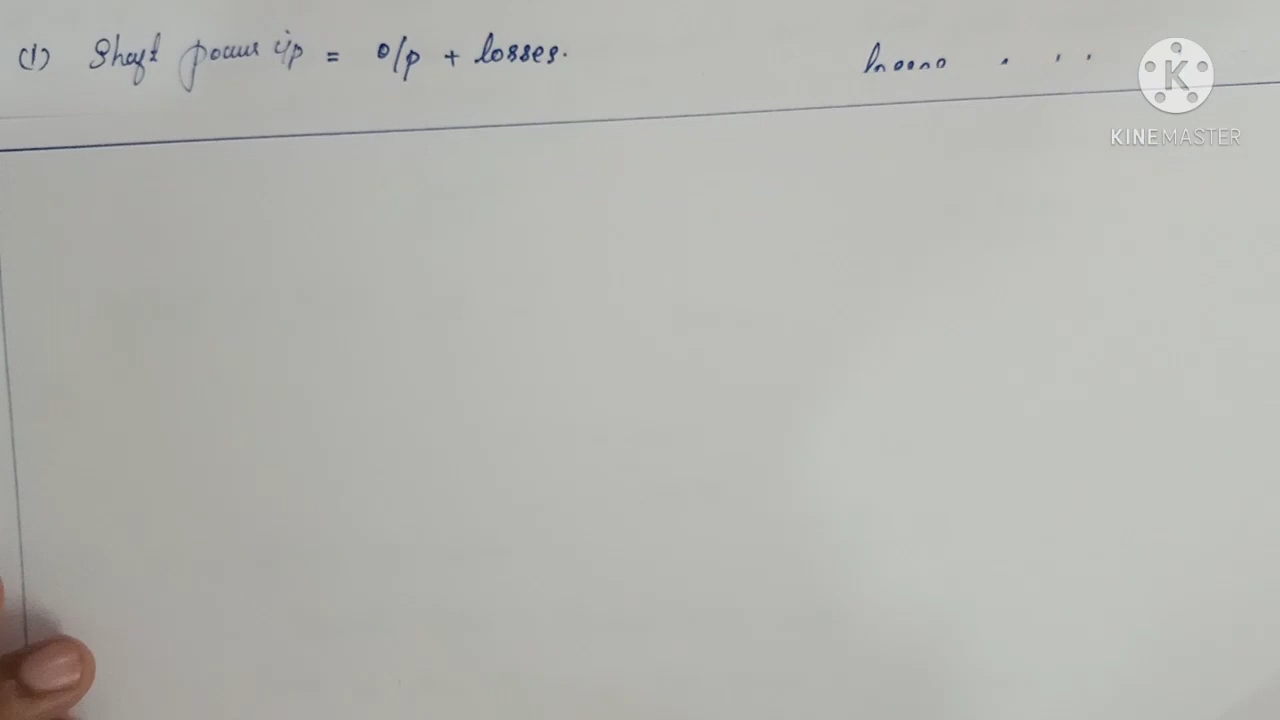 (1) Shaft power i/p = o/p + losses.
K
KINEMASTER